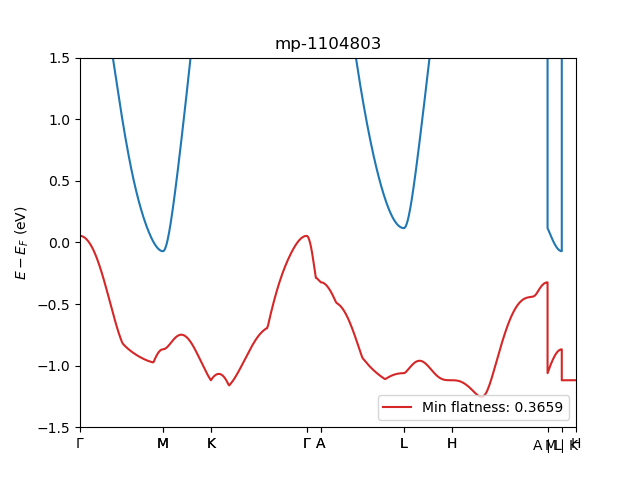 mp-1104803
E − E_F (eV)
1.5
1.0
0.5
0.0
−0.5
−1.0
−1.5
Min flatness: 0.3659
Γ M K Γ A L H A | M L | K H